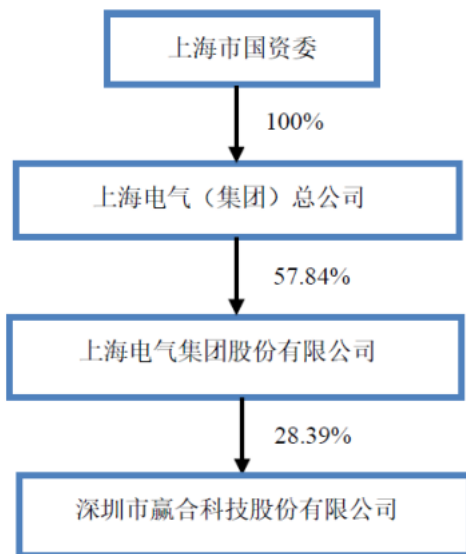 上海市国资委
100%
上海电气（集团）总公司
57.84%
上海电气集团股份有限公司
28.39%
深圳市赢合科技股份有限公司